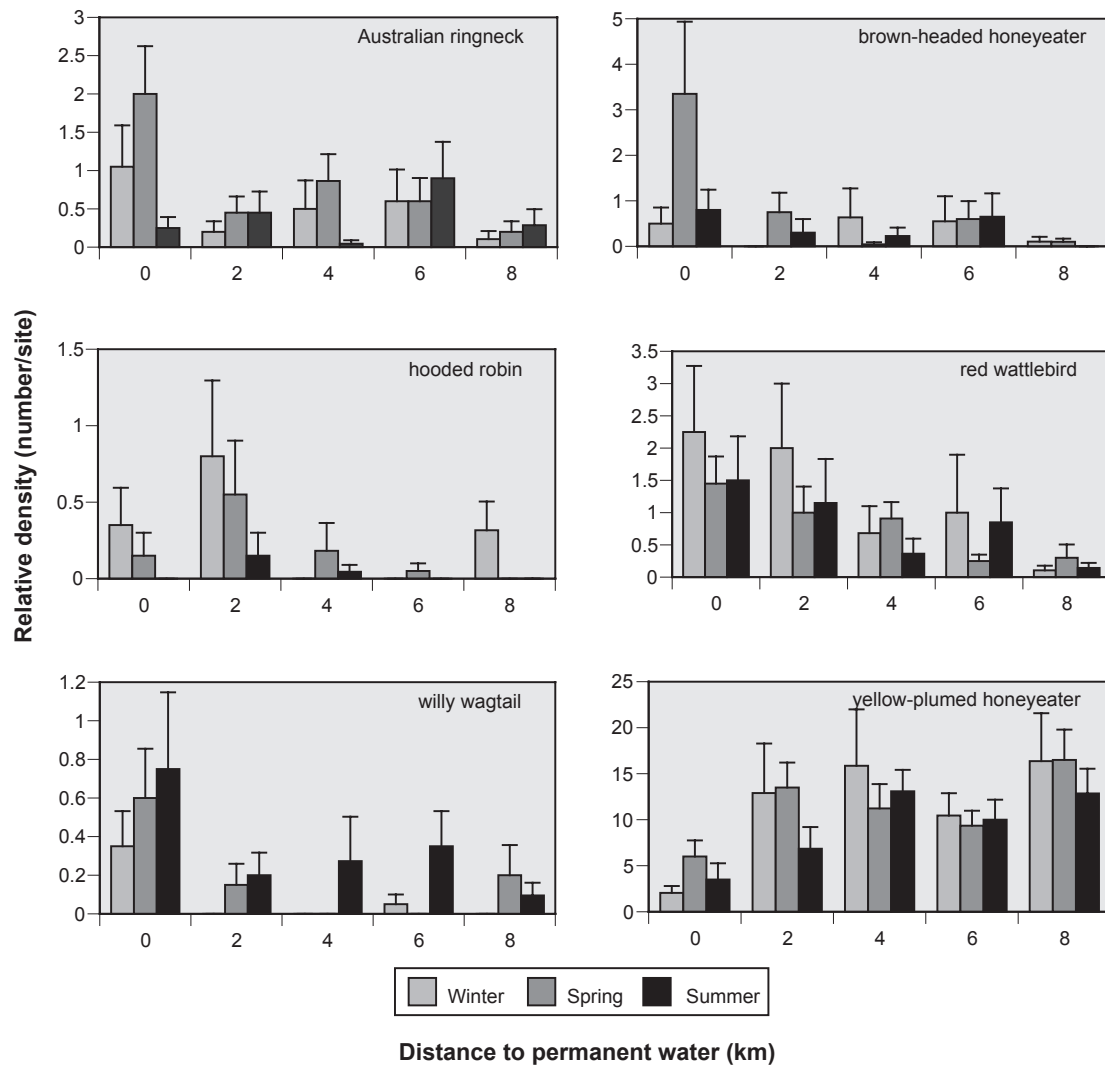 Australian ringneck
3
2.5
2
1.5
1
0.5
0
0 2 4 6 8
brown-headed honeyeater
5
4
3
2
1
0
0 2 4 6 8
hooded robin
1.5
1
0.5
0
0 2 4 6 8
red wattlebird
3.5
3
2.5
2
1.5
1
0.5
0
0 2 4 6 8
Relative density (number/site)
willy wagtail
1.2
1
0.8
0.6
0.4
0.2
0
0 2 4 6 8
yellow-plumed honeyeater
25
20
15
10
5
0
0 2 4 6 8
Winter Spring Summer
Distance to permanent water (km)